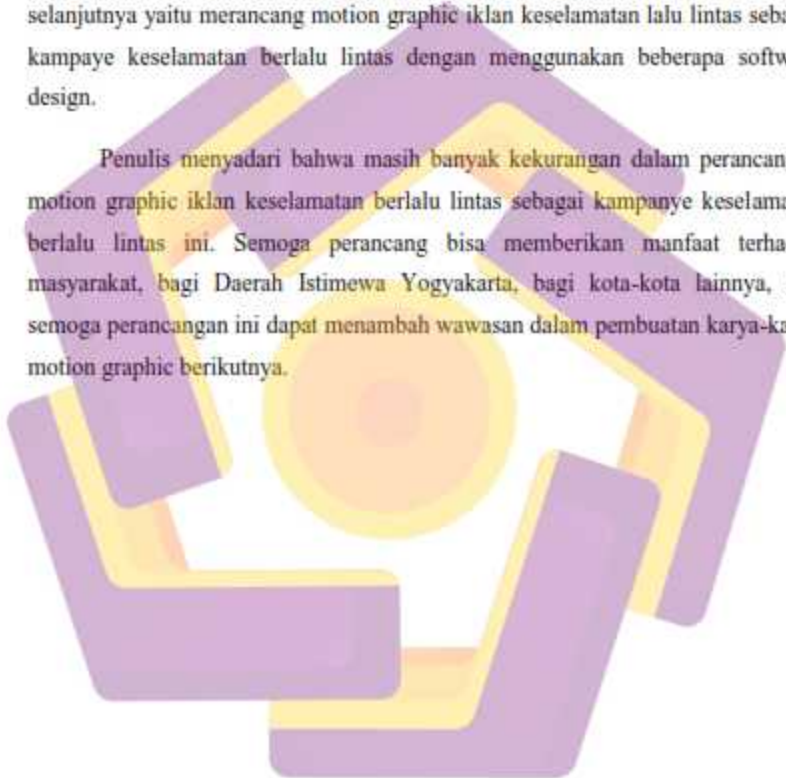 selanjutnya yaitu merancang motion graphic iklan keselamatan lalu lintas seba
kampaye keselamatan berlalu lintas dengan menggunakan beberapa softw
design.
Penulis menyadari bahwa masih banyak kekurangan dalam perancan
motion graphic iklan keselamatan berlalu lintas sebagai kampanye keselama
berlalu lintas ini. Semoga perancang bisa memberikan manfaat terha
masyarakat, bagi Daerah Istimewa Yogyakarta, bagi kota-kota lainnya,
semoga perancangan ini dapat menambah wawasan dalam pembuatan karya-ka
motion graphic berikutnya.